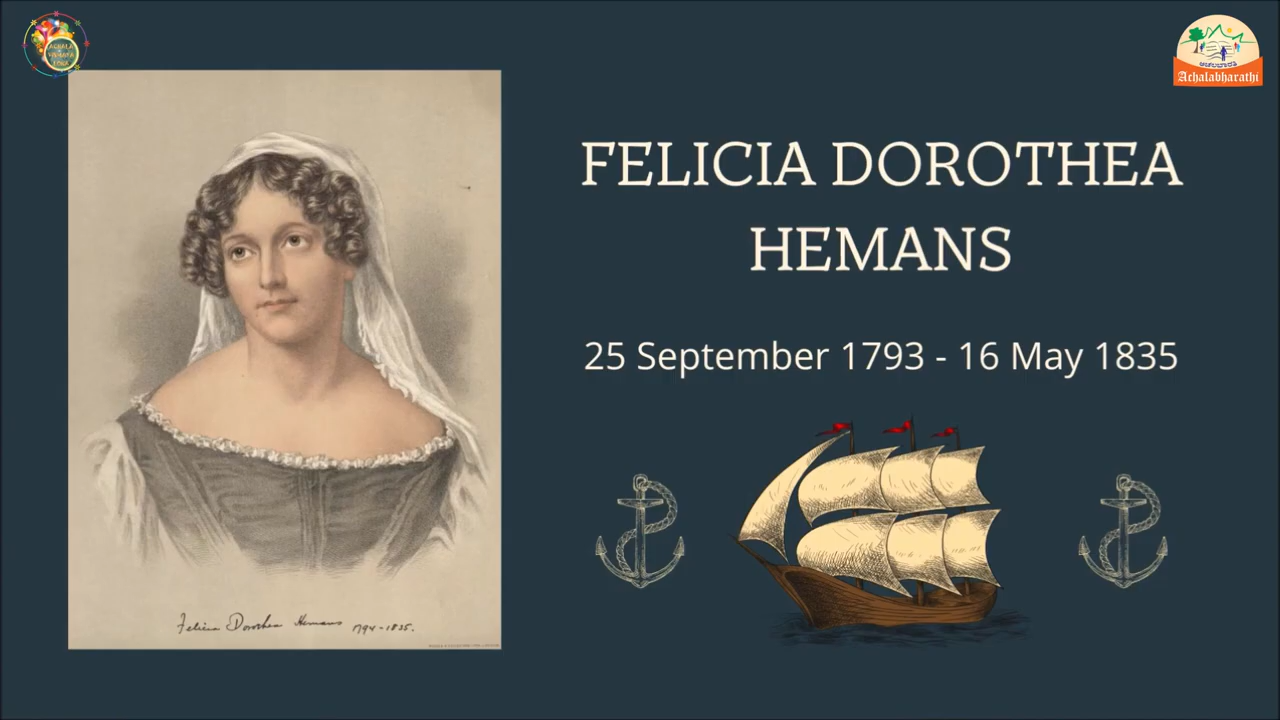 Achalabharathi
FELICIA DOROTHEA
HEMANS
25 September 1793 - 16 May 1835
Felicia Dorothea Hemans 1794-1835.